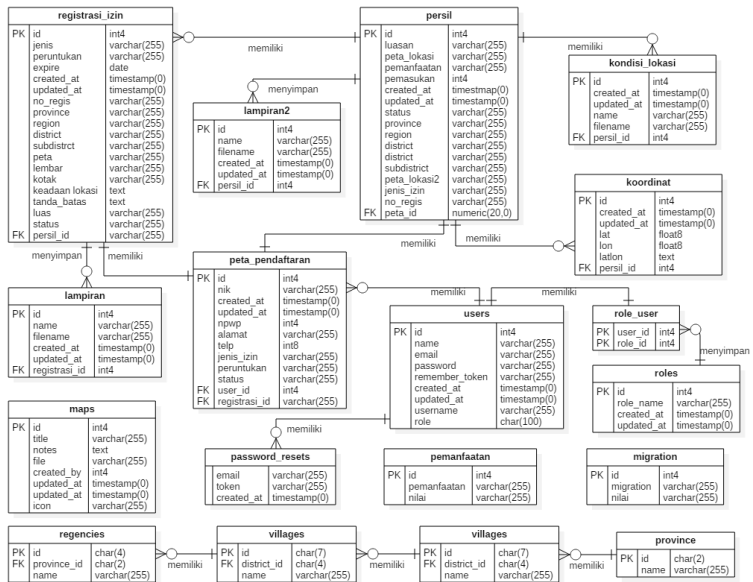 registrasi_izin
PK id int4
jenis varchar(255)
peruntukan varchar(255)
expire date
created_at timestamp(0)
updated_at timestamp(0)
no_regis varchar(255)
province varchar(255)
region varchar(255)
district varchar(255)
subdistrct varchar(255)
peta varchar(255)
lembar varchar(255)
kotak varchar(255)
keadaan lokasi text
tanda_batas text
luas varchar(255)
status varchar(255)
FK persil_id varchar(255)
memiliki
persil
PK id int4
luasan varchar(255)
peta_lokasi varchar(255)
pemanfaatan varchar(255)
pemasukan int4
created_at timestmap(0)
updated_at timestamp(0)
status varchar(255)
province varchar(255)
region varchar(255)
district varchar(255)
district varchar(255)
subdistrict varchar(255)
peta_lokasi2 varchar(255)
jenis_izin varchar(255)
no_regis varchar(255)
FK peta_id numeric(20,0)
memiliki
kondisi_lokasi
PK id int4
created_at timestamp(0)
updated_at timestamp(0)
name varchar(255)
filename varchar(255)
FK persil_id int4
menyimpan
lampiran2
PK id int4
name varchar(255)
filename varchar(255)
created_at timestamp(0)
updated_at timestamp(0)
FK persil_id int4
koordinat
PK id int4
created_at timestamp(0)
updated_at timestamp(0)
lat float8
lon float8
latlon text
FK persil_id int4
memiliki
memiliki
menyimpan
memiliki
peta_pendaftaran
PK id int4
nik varchar(255)
created_at timestamp(0)
updated_at timestamp(0)
npwp int4
alamat varchar(255)
telp int8
jenis_izin varchar(255)
peruntukan varchar(255)
status varchar(255)
FK user_id int4
FK registrasi_id varchar(255)
lampiran
PK id int4
name varchar(255)
filename varchar(255)
created_at timestamp(0)
updated_at timestamp(0)
FK registrasi_id int4
memiliki
memiliki
users
PK id int4
name varchar(255)
email varchar(255)
password varchar(255)
remember_token varchar(255)
created_at timestamp(0)
updated_at timestamp(0)
username varchar(255)
role char(100)
role_user
PK user_id int4
PK role_id int4
menyimpan
roles
PK id int4
role_name varchar(255)
created_at timestamp(0)
updated_at timestamp(0)
maps
PK id int4
title varchar(255)
notes text
file varchar(255)
created_by int4
updated_at timestamp(0)
updated_at timestamp(0)
icon varchar(255)
memiliki
password_resets
email varchar(255)
token varchar(255)
created_at timestamp(0)
pemanfaatan
PK id int4
pemanfaatan varchar(255)
nilai varchar(255)
migration
PK id int4
migration varchar(255)
nilai varchar(255)
regencies
PK id char(4)
FK province_id char(2)
name varchar(255)
memiliki
villages
PK id char(7)
FK district_id char(4)
name varchar(255)
memiliki
villages
PK id char(7)
FK district_id char(4)
name varchar(255)
memiliki
province
PK id char(2)
name varchar(255)